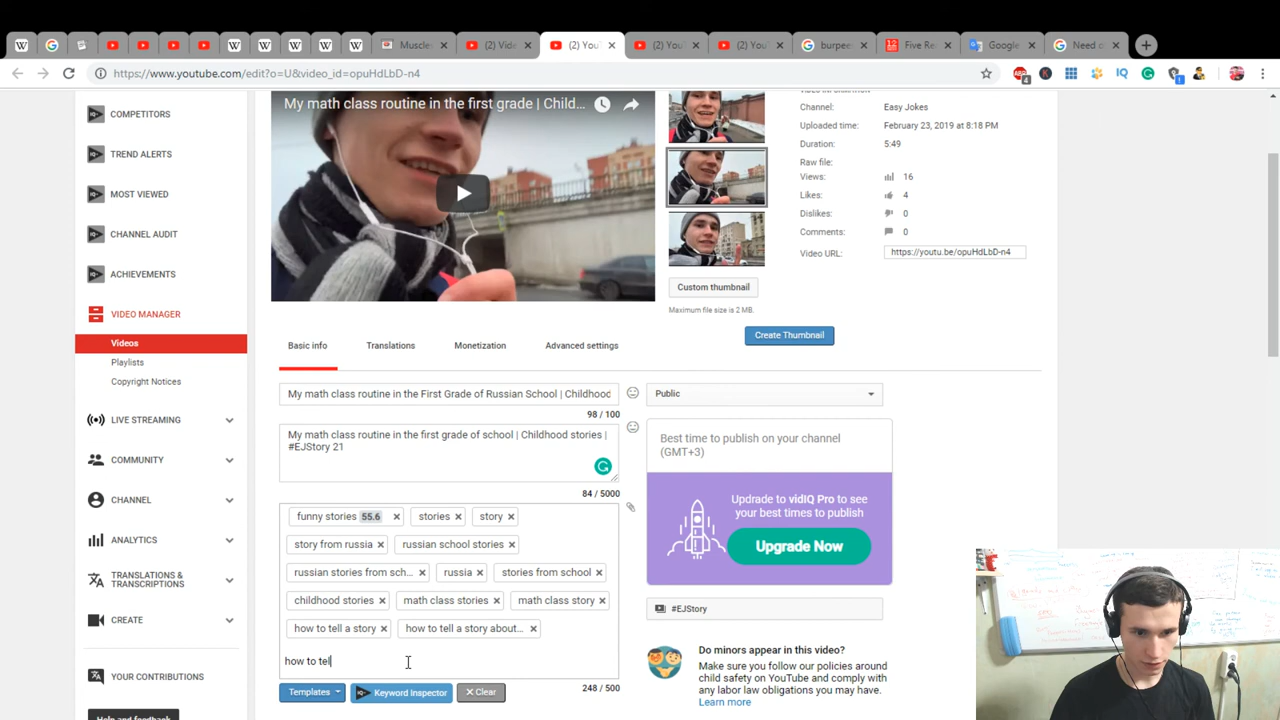 (2) Vide
(2) You
(2) You
(2) You
Muscle
burpee
Five Re
Google
Need o
https://www.youtube.com/edit?o=U&video_id=opuHdLbD-n4
COMPETITORS
TREND ALERTS
MOST VIEWED
CHANNEL AUDIT
ACHIEVEMENTS
VIDEO MANAGER
Videos
Playlists
Copyright Notices
LIVE STREAMING
COMMUNITY
CHANNEL
ANALYTICS
TRANSLATIONS &
TRANSCRIPTIONS
CREATE
YOUR CONTRIBUTIONS
Help and feedback
My math class routine in the first grade | Child...
VIDEO INFORMATION
Channel: Easy Jokes
Uploaded time: February 23, 2019 at 8:18 PM
Duration: 5:49
Raw file:
Views: 16
Likes: 4
Dislikes: 0
Comments: 0
Video URL: https://youtu.be/opuHdLbD-n4
Custom thumbnail
Maximum file size is 2 MB.
Create Thumbnail
Basic info Translations Monetization Advanced settings
My math class routine in the First Grade of Russian School | Childhood
98 / 100
My math class routine in the first grade of school | Childhood stories |
#EJStory 21
84 / 5000
funny stories 55.6 × stories × story ×
story from russia × russian school stories ×
russian stories from sch... × russia × stories from school ×
childhood stories × math class stories × math class story ×
how to tell a story × how to tell a story about... ×
how to tel
248 / 500
Templates Keyword Inspector × Clear
Public
Best time to publish on your channel
(GMT+3)
Updrade to vidIQ Pro to see
your best times to publish
Upgrade Now
#EJStory
Do minors appear in this video?
Make sure you follow our policies around
child safety on YouTube and comply with
any labor law obligations you may have.
Learn more